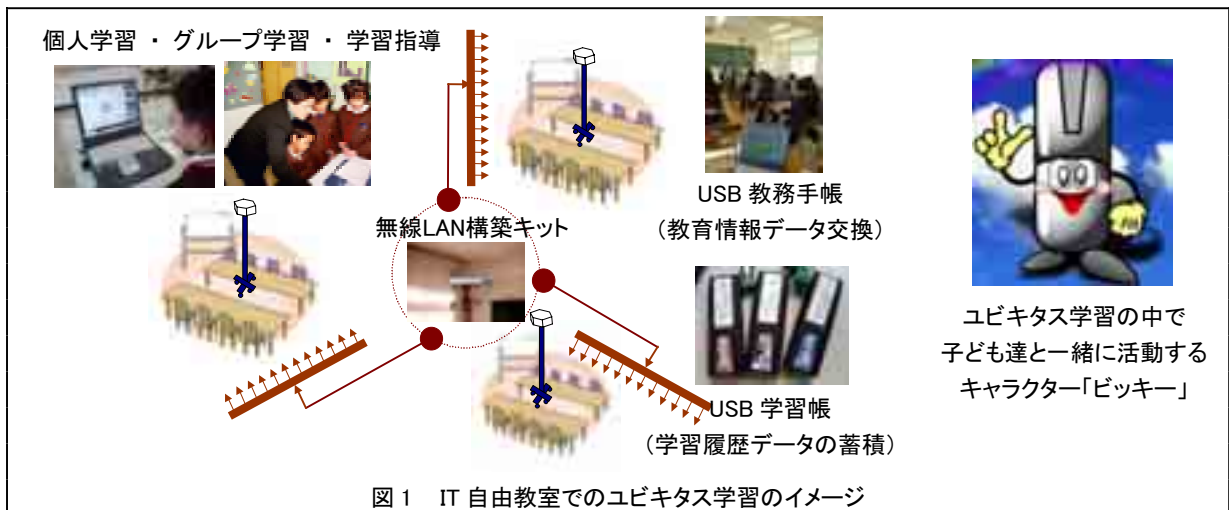 個人学習 ・ グループ学習 ・ 学習指導
無線LAN構築キット
USB 教務手帳
（教育情報データ交換）
USB 学習帳
（学習履歴データの蓄積）
ユビキタス学習の中で
子ども達と一緒に活動する
キャラクター「ビッキー」
図 1　IT 自由教室でのユビキタス学習のイメージ